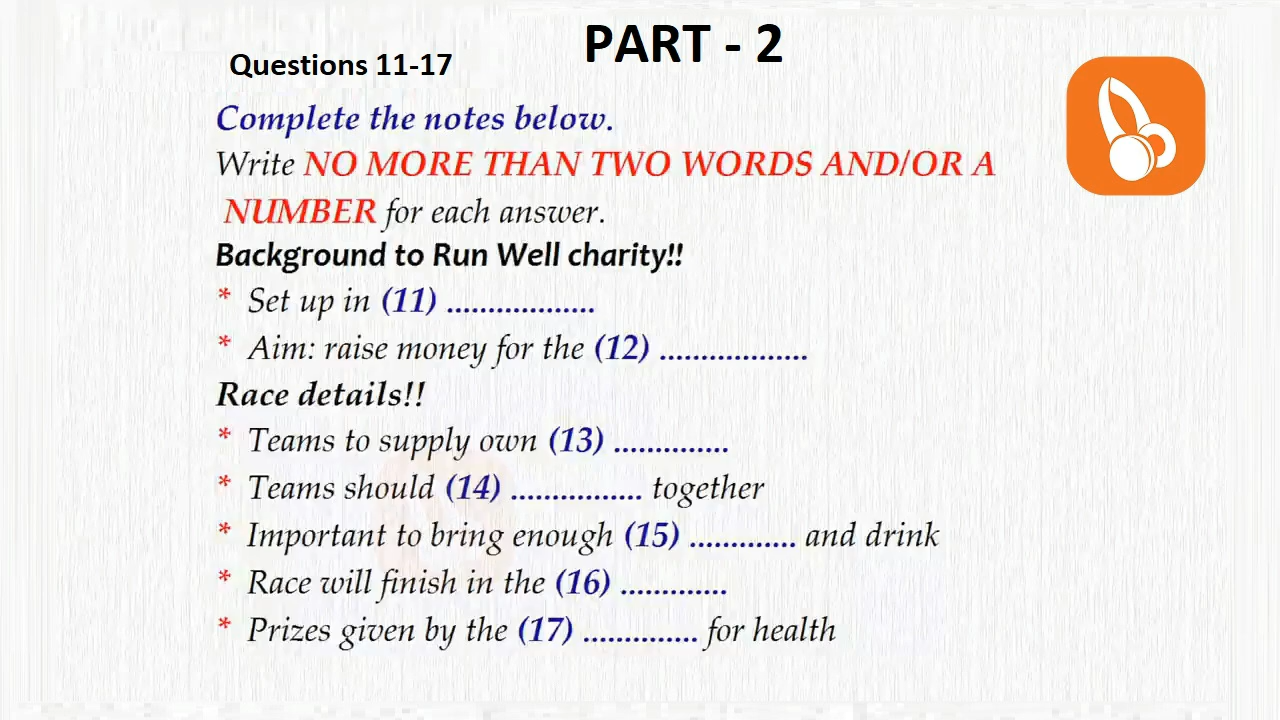 PART - 2
Questions 11-17
Complete the notes below.
Write NO MORE THAN TWO WORDS AND/OR A
NUMBER for each answer.
Background to Run Well charity!!
* Set up in (11) ..................
* Aim: raise money for the (12) ..................
Race details!!
* Teams to supply own (13) ..............
* Teams should (14) ................ together
* Important to bring enough (15) ............. and drink
* Race will finish in the (16) .............
* Prizes given by the (17) .............. for health